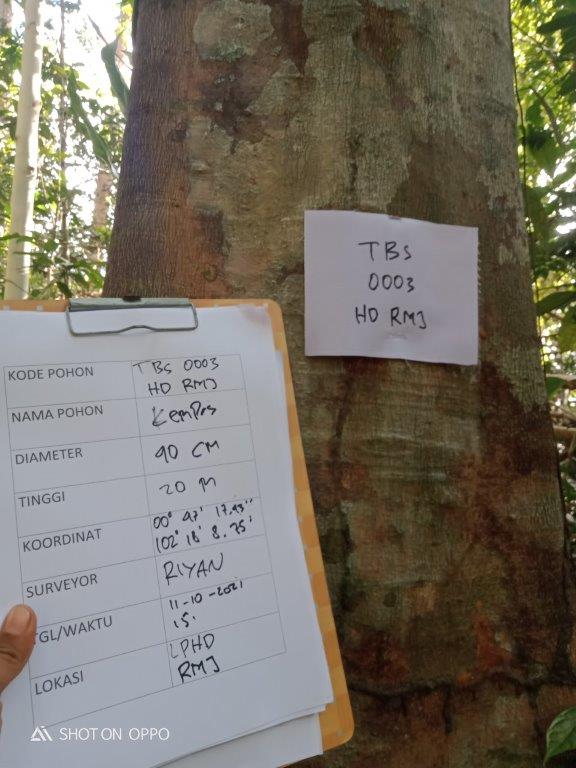 TBS
0003
HD RMJ
KODE POHON TBS 0003
HD RMJ
NAMA POHON Kempas
DIAMETER 90 CM
TINGGI 20 M
KOORDINAT 00° 47' 17.93"
102° 18' 8.75'
SURVEYOR RIYAN
TGL/WAKTU 11-10-2021
15.
LOKASI LPHD
RMJ
SHOT ON OPPO